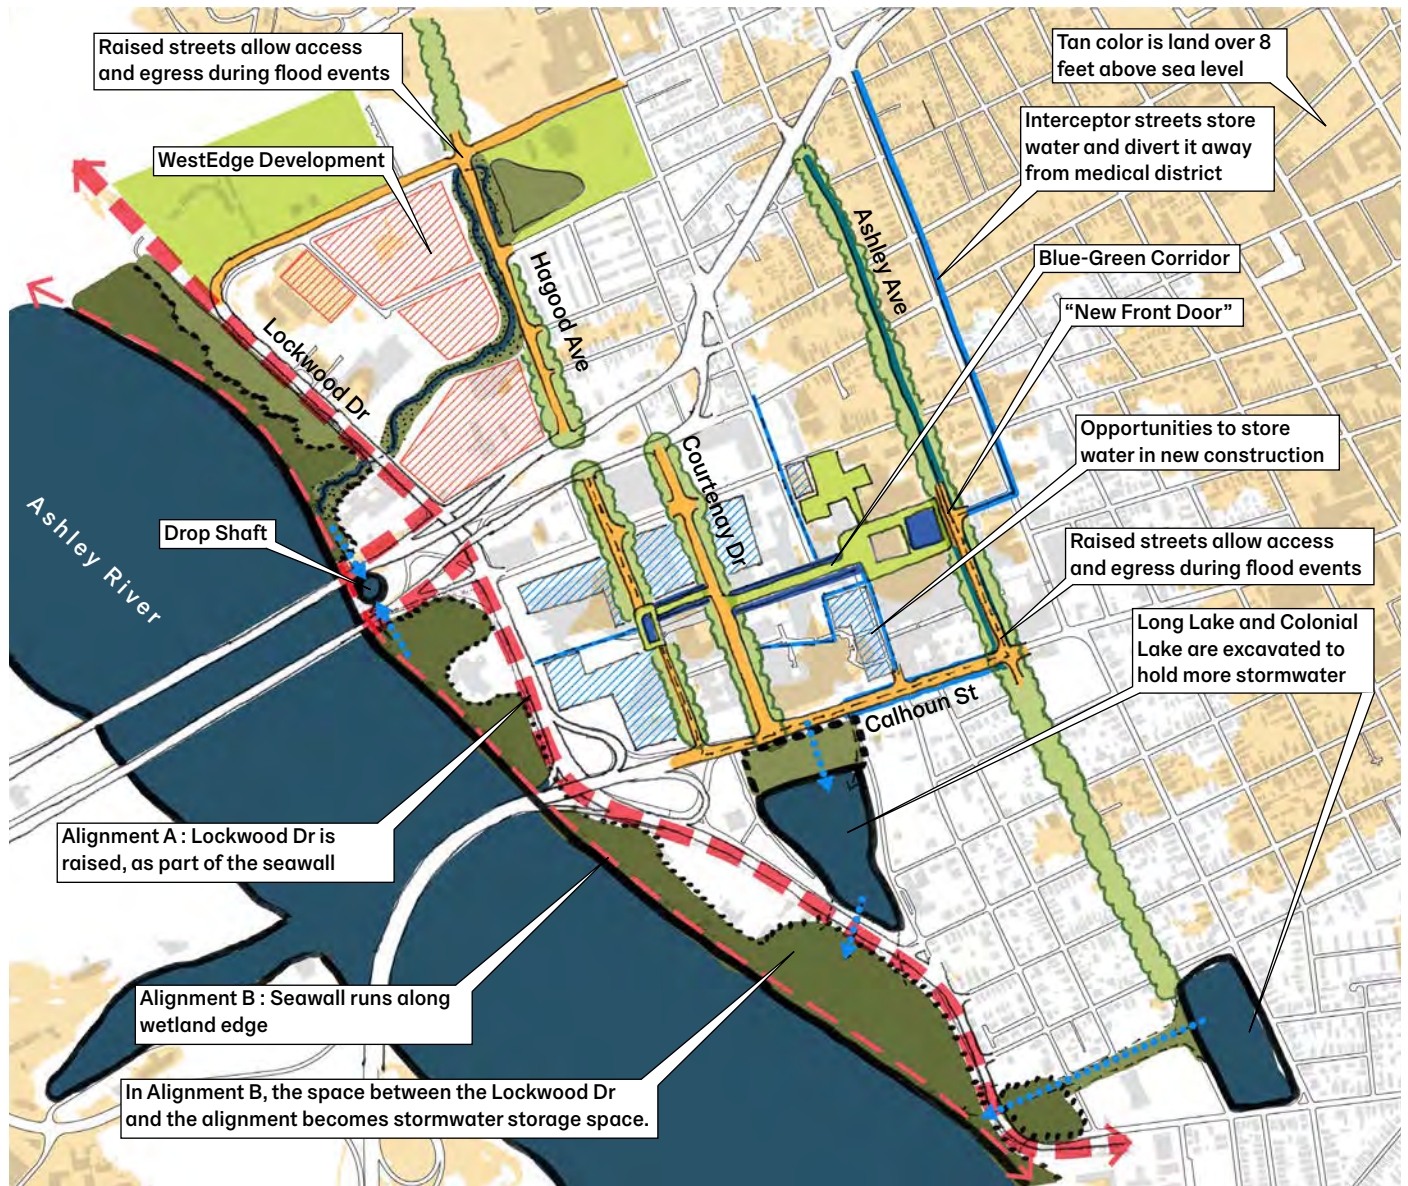 Raised streets allow access
and egress during flood events
Tan color is land over 8
feet above sea level
Interceptor streets store
water and divert it away
from medical district
WestEdge Development
Ashley Ave
Blue-Green Corridor
Hagood Ave
“New Front Door”
Lockwood Dr
Opportunities to store
water in new construction
Courtenay Dr
Ashley River
Drop Shaft
Raised streets allow access
and egress during flood events
Long Lake and Colonial
Lake are excavated to
hold more stormwater
Calhoun St
Alignment A : Lockwood Dr is
raised, as part of the seawall
Alignment B : Seawall runs along
wetland edge
In Alignment B, the space between the Lockwood Dr
and the alignment becomes stormwater storage space.